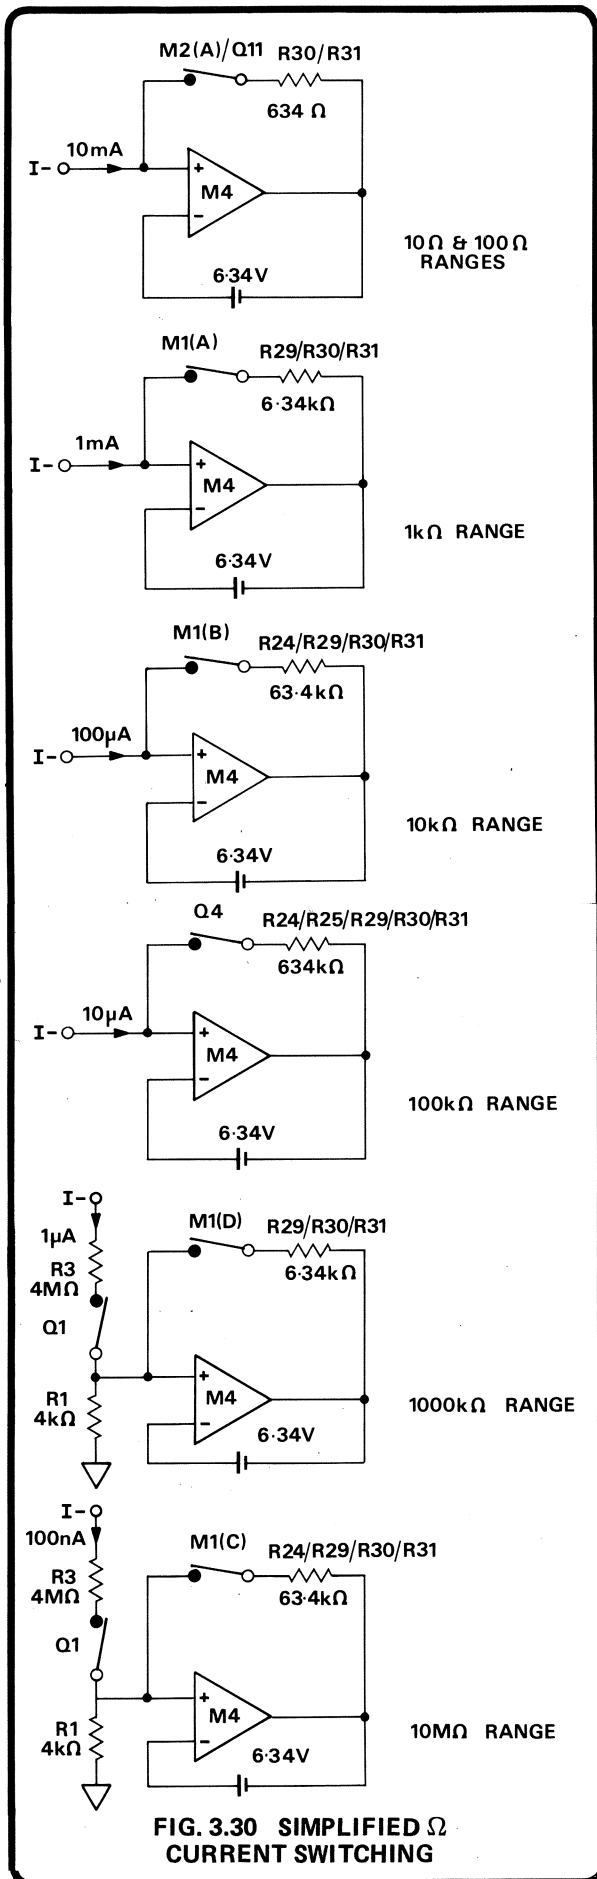 M2(A)/Q11 R30/R31
634 Ω
10mA
I-
+
M4
-
6·34V
10Ω & 100Ω
RANGES
M1(A) R29/R30/R31
6·34kΩ
1mA
I-
+
M4
-
6·34V
1kΩ RANGE
M1(B) R24/R29/R30/R31
63·4kΩ
100µA
I-
+
M4
-
6·34V
10kΩ RANGE
Q4 R24/R25/R29/R30/R31
634kΩ
10µA
I-
+
M4
-
6·34V
100kΩ RANGE
I-
1µA
R3
4MΩ
Q1
R1
4kΩ
M1(D) R29/R30/R31
6·34kΩ
+
M4
-
6·34V
1000kΩ RANGE
I-
100nA
R3
4MΩ
Q1
R1
4kΩ
M1(C) R24/R29/R30/R31
63·4kΩ
+
M4
-
6·34V
10MΩ RANGE
FIG. 3.30 SIMPLIFIED Ω
CURRENT SWITCHING